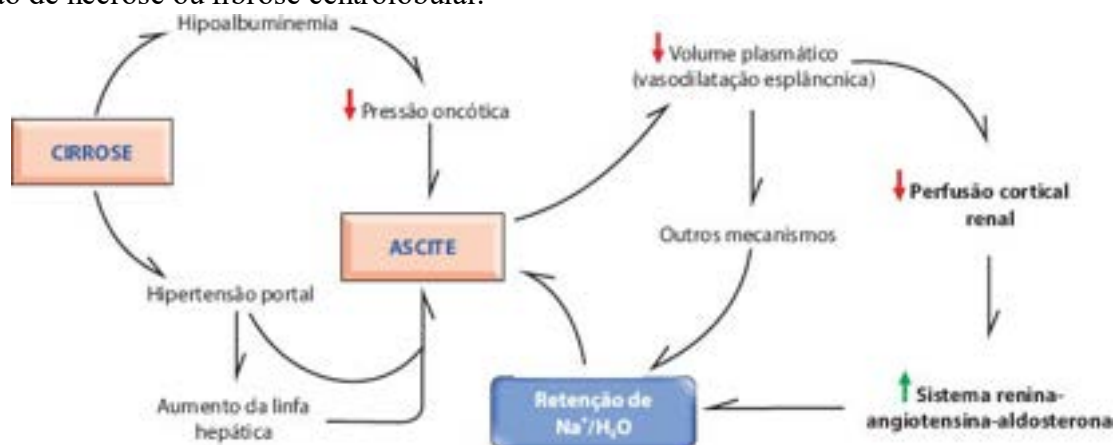 de necrose ou fibrose centrolobular.
Hipoalbuminemia
Pressão oncótica
CIRROSE
ASCITE
Hipertensão portal
Aumento da linfa
hepática
Volume plasmático
(vasodilatação esplâncnica)
Outros mecanismos
Perfusão cortical
renal
Sistema renina-
angiotensina-aldosterona
Retenção de
Na⁺/H₂O